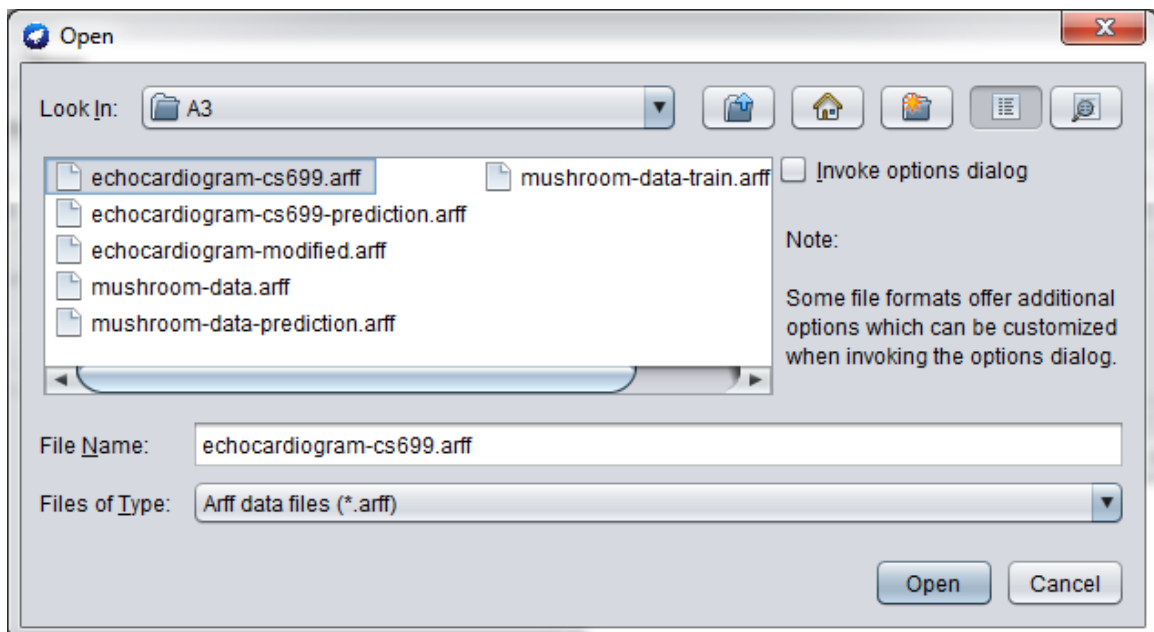 Open
Look In:
A3
echocardiogram-cs699.arff
echocardiogram-cs699-prediction.arff
echocardiogram-modified.arff
mushroom-data.arff
mushroom-data-prediction.arff
mushroom-data-train.arff
Invoke options dialog
Note:
Some file formats offer additional
options which can be customized
when invoking the options dialog.
File Name:
echocardiogram-cs699.arff
Files of Type:
Arff data files (*.arff)
Open
Cancel